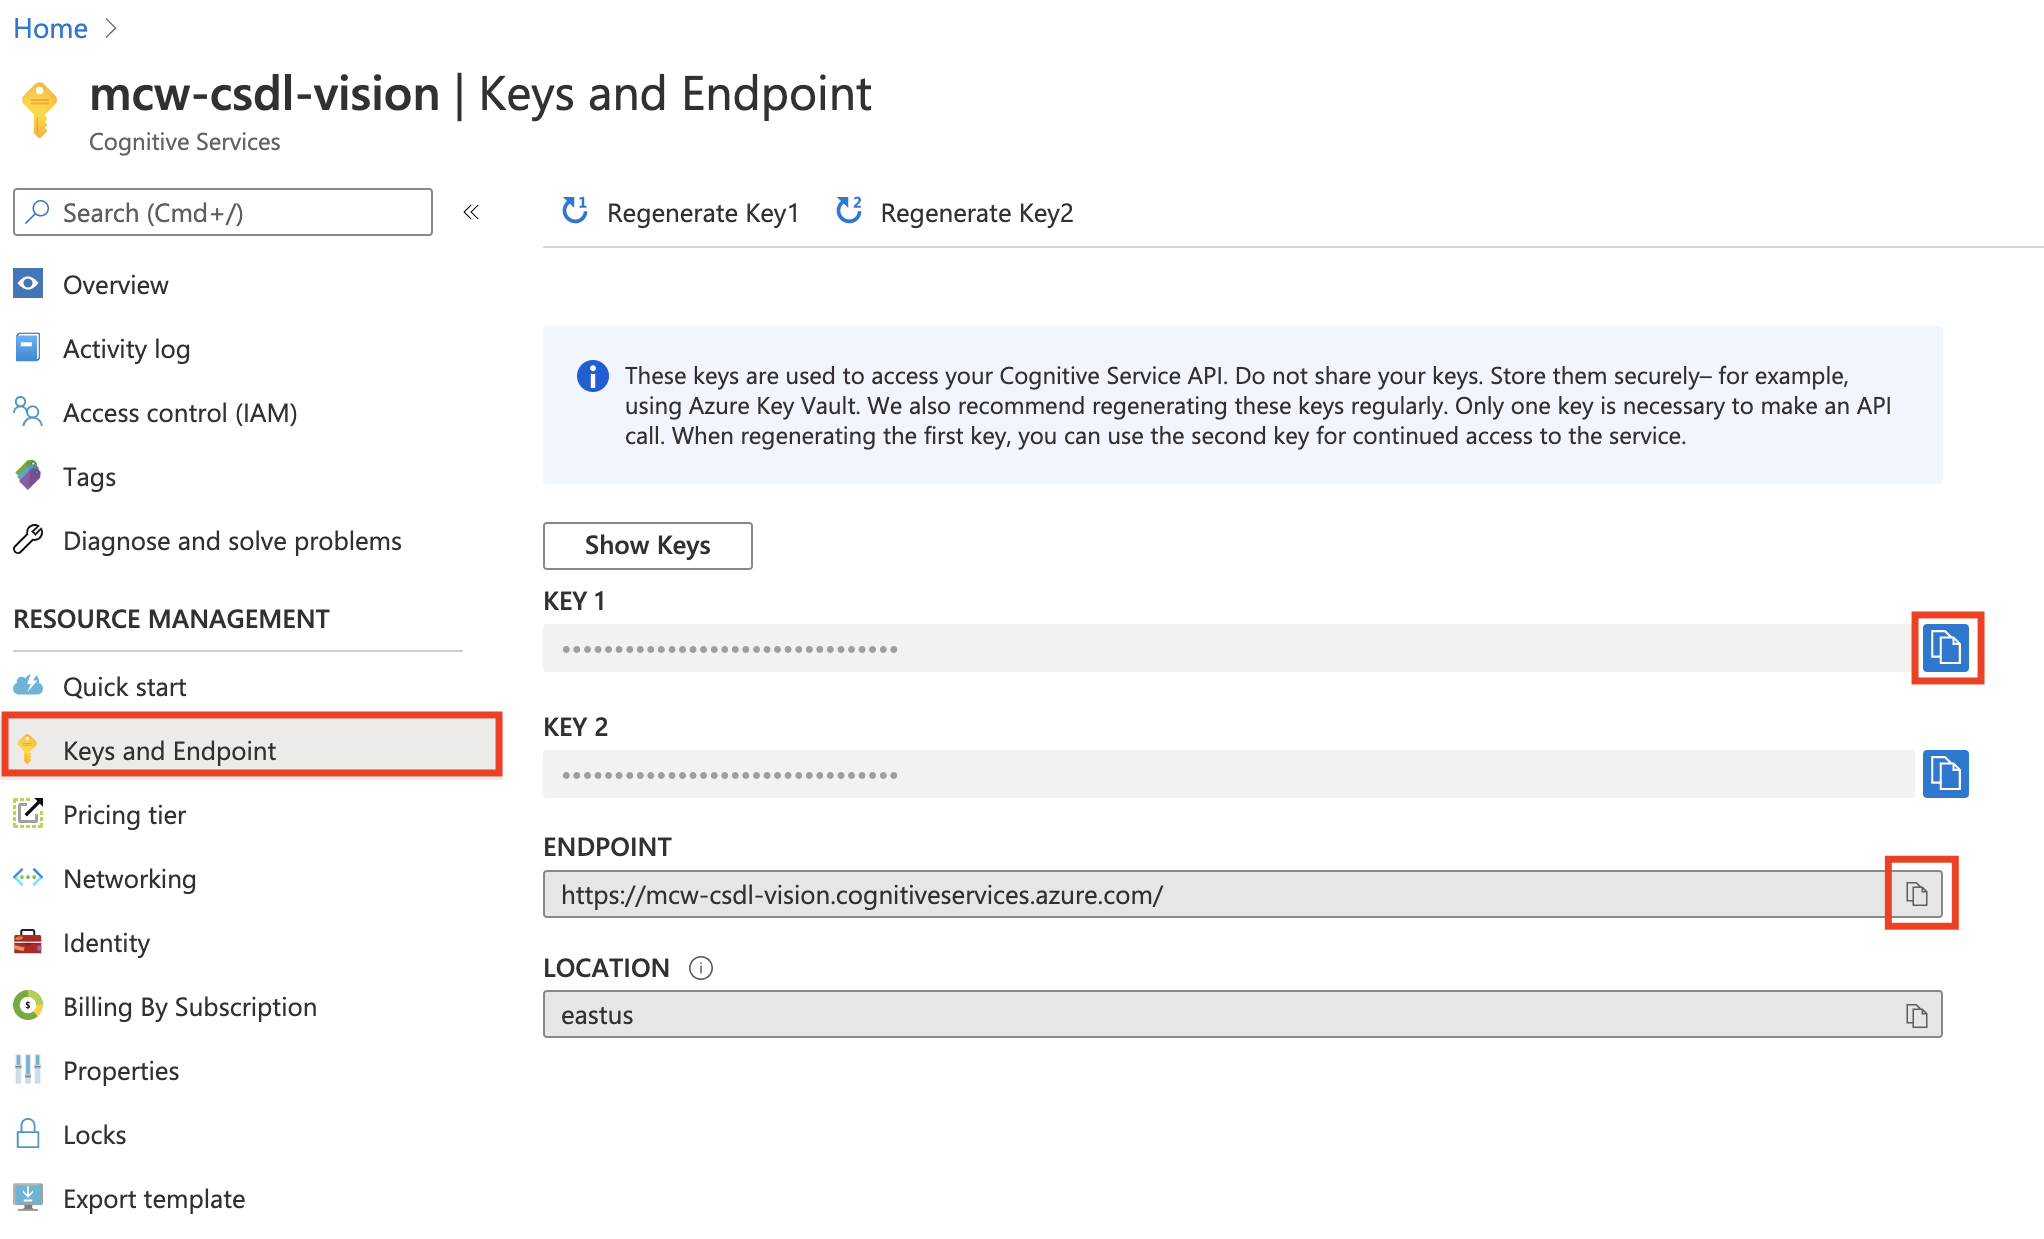 Home
mcw-csdl-vision | Keys and Endpoint
Cognitive Services
Search (Cmd+/)
«
Regenerate Key1
Regenerate Key2
Overview
Activity log
Access control (IAM)
Tags
Diagnose and solve problems
RESOURCE MANAGEMENT
Quick start
Keys and Endpoint
Pricing tier
Networking
Identity
Billing By Subscription
Properties
Locks
Export template
These keys are used to access your Cognitive Service API. Do not share your keys. Store them securely– for example,
using Azure Key Vault. We also recommend regenerating these keys regularly. Only one key is necessary to make an API
call. When regenerating the first key, you can use the second key for continued access to the service.
Show Keys
KEY 1
••••••••••••••••••••••••••••••••
KEY 2
••••••••••••••••••••••••••••••••
ENDPOINT
https://mcw-csdl-vision.cognitiveservices.azure.com/
LOCATION
eastus